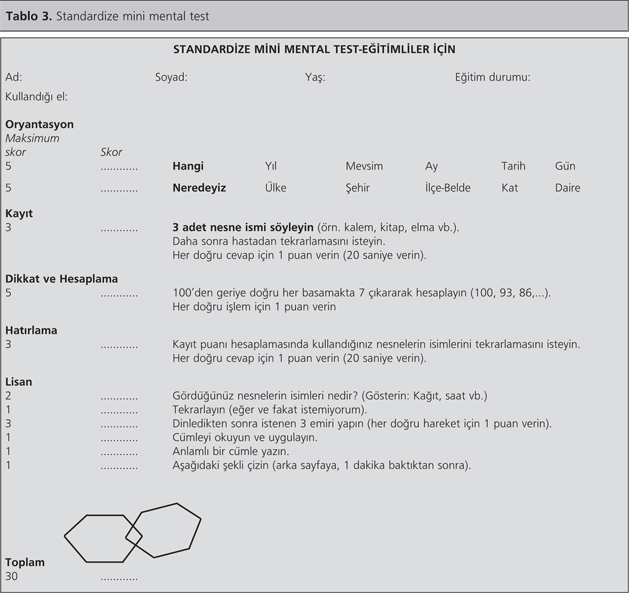 Tablo 3. Standardize mini mental test
STANDARDİZE MİNİ MENTAL TEST-EĞİTİMLİLER İÇİN
Ad: Soyad: Yaş: Eğitim durumu:
Kullandığı el:
Oryantasyon
Maksimum
skor Skor
5 ............ Hangi Yıl Mevsim Ay Tarih Gün
5 ............ Neredeyiz Ülke Şehir İlçe-Belde Kat Daire
Kayıt
3 ............ 3 adet nesne ismi söyleyin (örn. kalem, kitap, elma vb.).
Daha sonra hastadan tekrarlamasını isteyin.
Her doğru cevap için 1 puan verin (20 saniye verin).
Dikkat ve Hesaplama
5 ............ 100'den geriye doğru her basamakta 7 çıkararak hesaplayın (100, 93, 86,...).
Her doğru işlem için 1 puan verin
Hatırlama
3 ............ Kayıt puanı hesaplamasında kullandığınız nesnelerin isimlerini tekrarlamasını isteyin.
Her doğru cevap için 1 puan verin (20 saniye verin).
Lisan
2 ............ Gördüğünüz nesnelerin isimleri nedir? (Gösterin: Kağıt, saat vb.)
1 ............ Tekrarlayın (eğer ve fakat istemiyorum).
3 ............ Dinledikten sonra istenen 3 emiri yapın (her doğru hareket için 1 puan verin).
1 ............ Cümleyi okuyun ve uygulayın.
1 ............ Anlamlı bir cümle yazın.
1 ............ Aşağıdaki şekli çizin (arka sayfaya, 1 dakika baktıktan sonra).
Toplam
30 ............